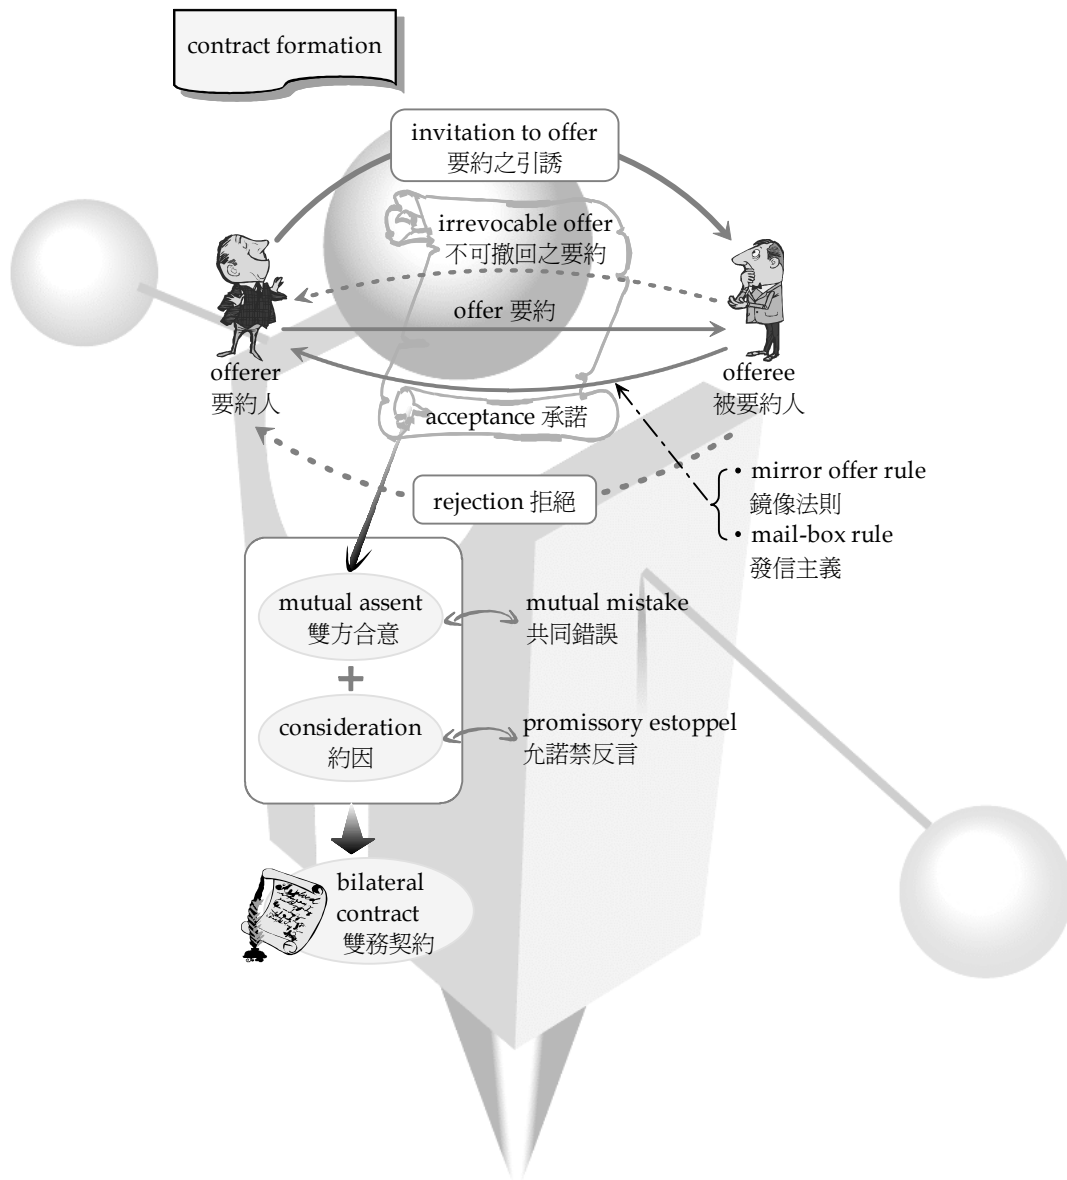 contract formation
invitation to offer
要約之引誘
irrevocable offer
不可撤回之要約
offer 要約
offerer
要約人
offeree
被要約人
acceptance 承諾
rejection 拒絕
• mirror offer rule
鏡像法則
• mail-box rule
發信主義
mutual assent
雙方合意
mutual mistake
共同錯誤
+
consideration
約因
promissory estoppel
允諾禁反言
bilateral
contract
雙務契約